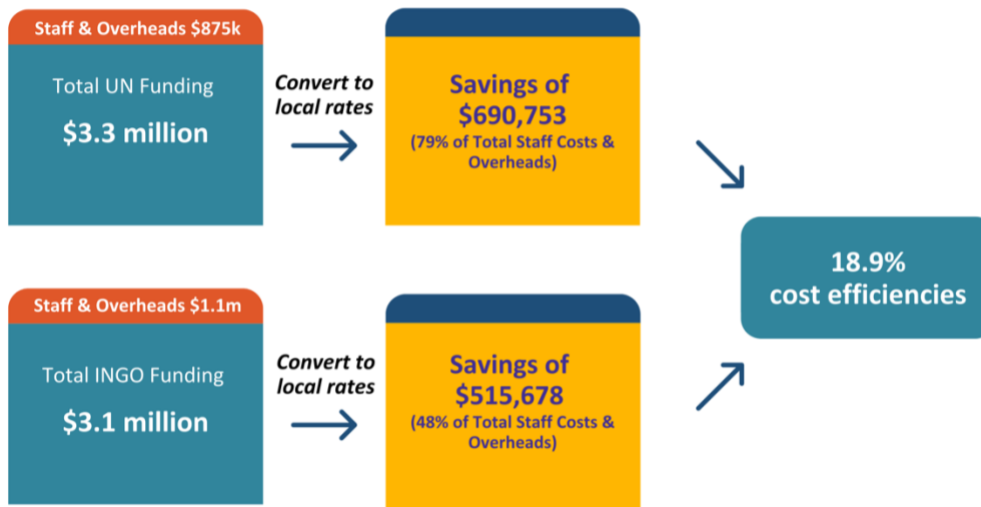 Staff & Overheads $875k
Total UN Funding
$3.3 million
Convert to
local rates
Savings of
$690,753
(79% of Total Staff Costs &
Overheads)
18.9%
cost efficiencies
Staff & Overheads $1.1m
Total INGO Funding
$3.1 million
Convert to
local rates
Savings of
$515,678
(48% of Total Staff Costs &
Overheads)